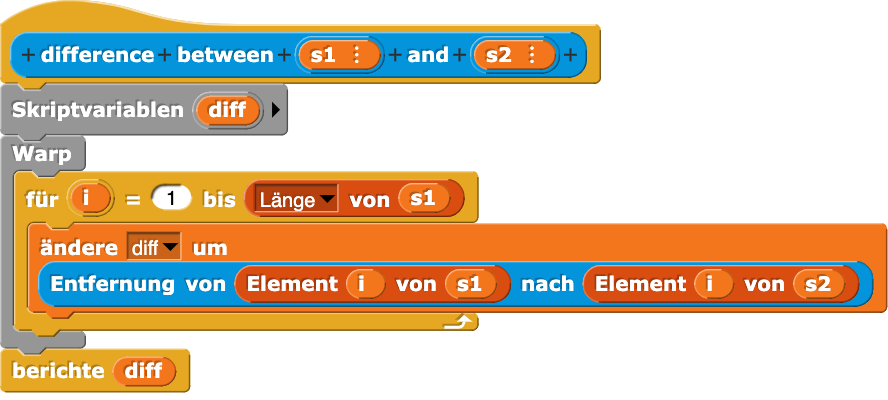 + difference + between + s1 ⋮ + and + s2 ⋮ +
Skriptvariablen diff
Warp
für i = 1 bis Länge von s1
ändere diff um
Entfernung von Element i von s1 nach Element i von s2
berichte diff